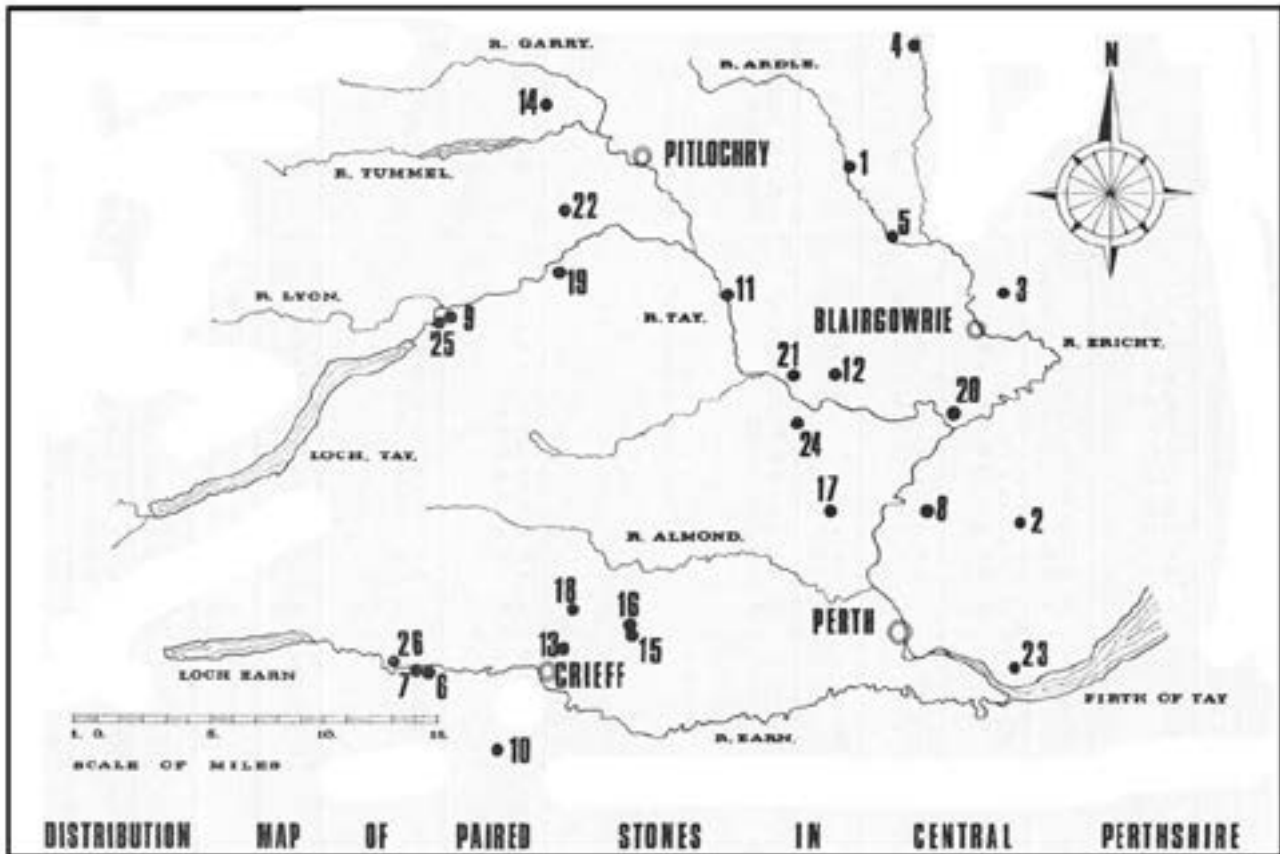 R. GARRY.
4
R. ARDLE.
N
14
PITLOCHRY
1
R. TUMMEL.
22
5
19
3
R. LYON.
11
9
R. TAY.
BLAIRGOWRIE
25
R. ERICHT.
21
12
20
24
LOCH, TAY,
17
8
2
R. ALMOND.
18
16
PERTH
13
15
26
23
LOCH EARN
7
6
CRIEFF
FIRTH OF TAY
1. 0. 5. 10. 15.
R. EARN.
10
SCALE OF MILES
DISTRIBUTION MAP OF PAIRED STONES IN CENTRAL PERTHSHIRE